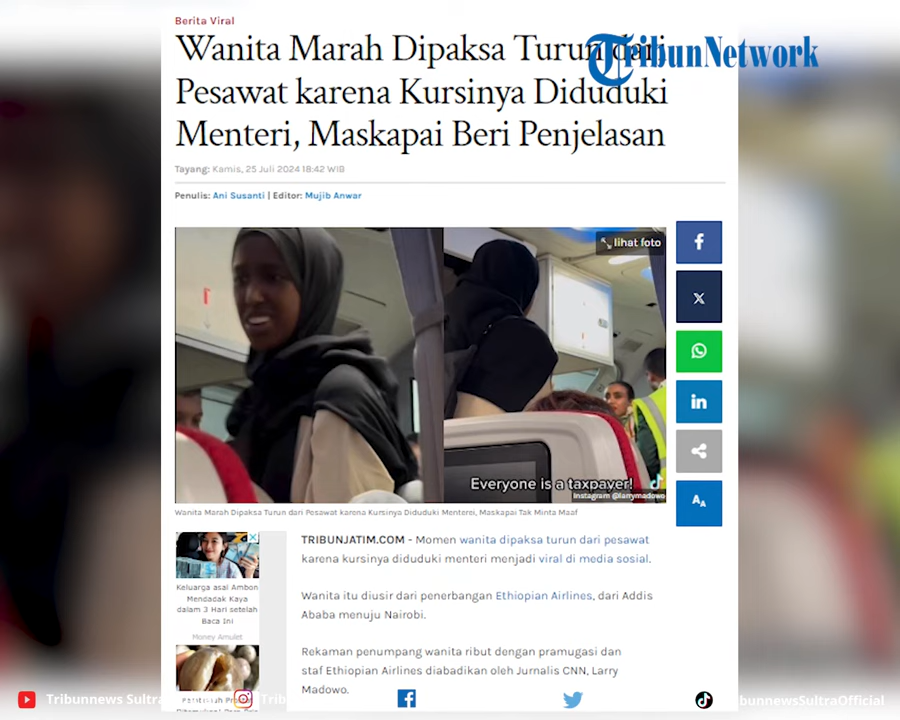 Berita Viral
Wanita Marah Dipaksa Turun dari
TribunNetwork
Pesawat karena Kursinya Diduduki
Menteri, Maskapai Beri Penjelasan
Tayang: Kamis, 25 Juli 2024 18:42 WIB
Penulis: Ani Susanti | Editor: Mujib Anwar
lihat foto
Everyone is a taxpayer!
Instagram @larrymadowo
AA
Wanita Marah Dipaksa Turun dari Pesawat karena Kursinya Diduduki Menterei, Maskapai Tak Minta Maaf
TRIBUNJATIM.COM - Momen wanita dipaksa turun dari pesawat
karena kursinya diduduki menteri menjadi viral di media sosial.
Wanita itu diusir dari penerbangan Ethiopian Airlines, dari Addis
Ababa menuju Nairobi.
Rekaman penumpang wanita ribut dengan pramugasi dan
staf Ethiopian Airlines diabadikan oleh Jurnalis CNN, Larry
Madowo.
Keluarga asal Ambon
Mendadak Kaya
dalam 3 Hari setelah
Baca Ini
Money Amulet
Tribunnews Sultra
Trib
bunnewsSultraOfficial